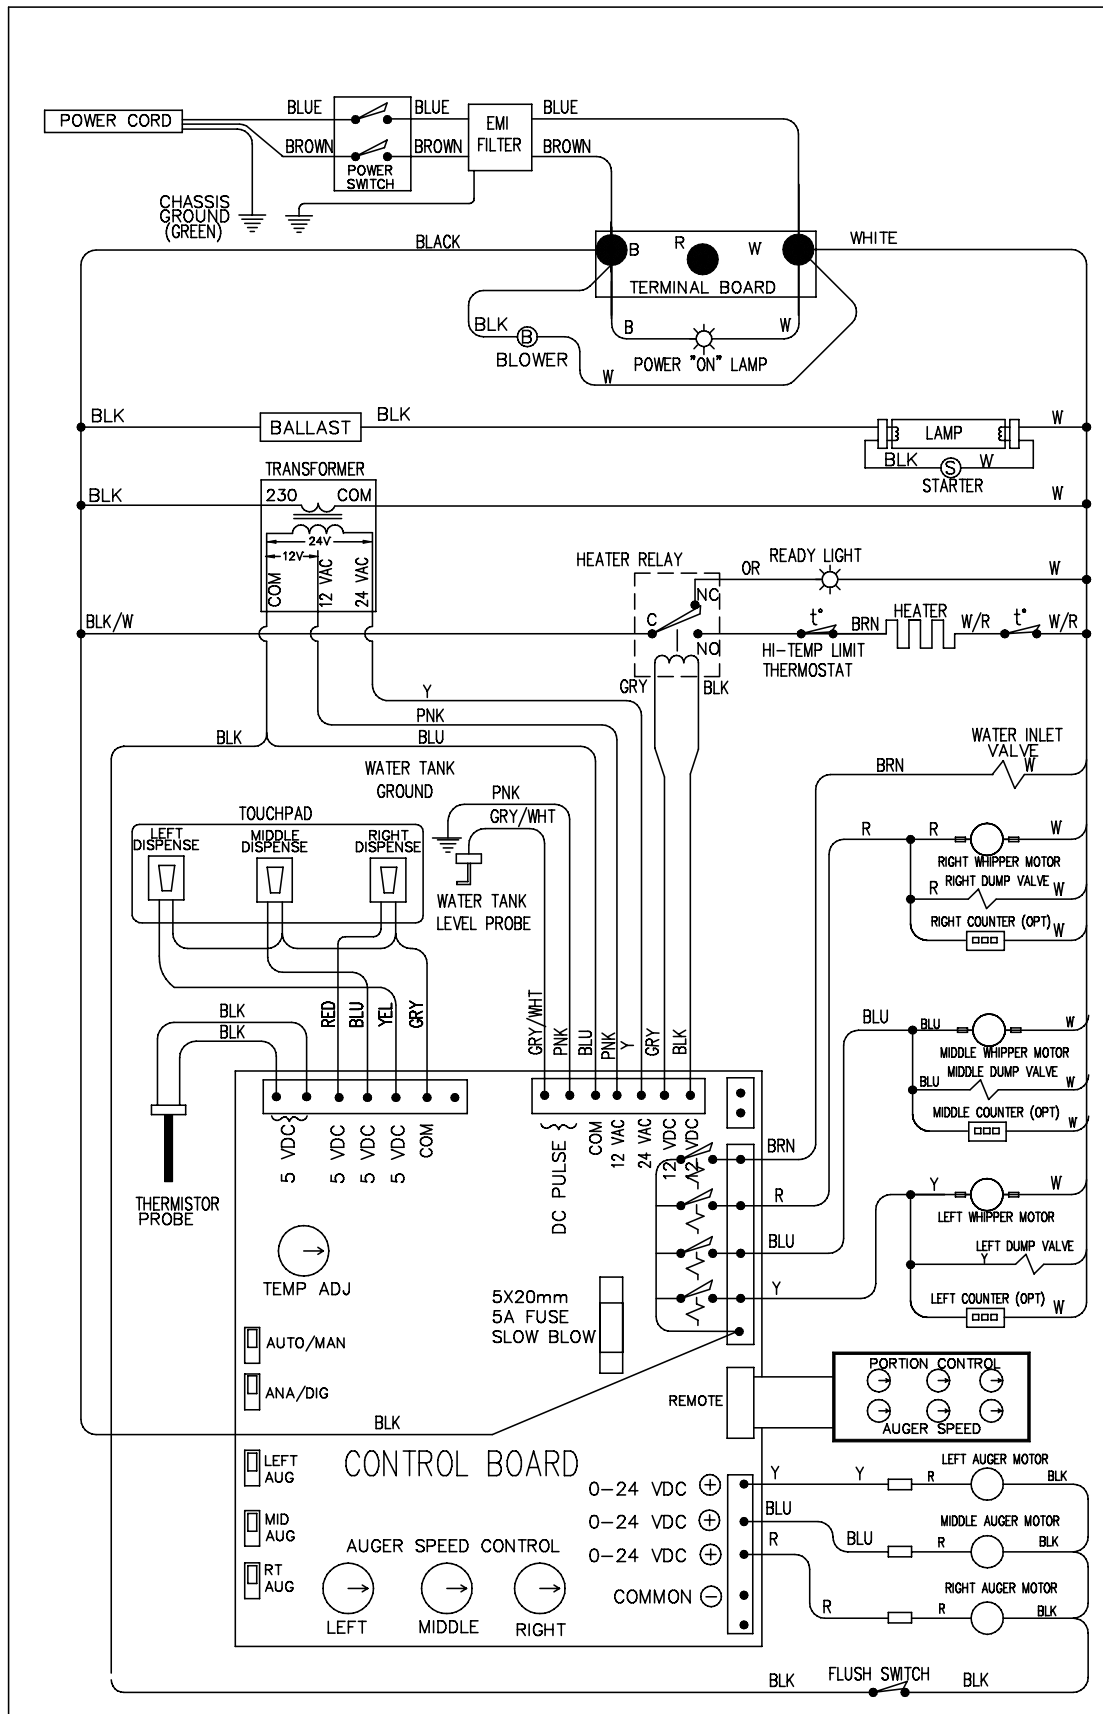 POWER CORD
BLUE
BLUE
BLUE
BROWN
BROWN
BROWN
POWER
SWITCH
EMI
FILTER
CHASSIS
GROUND
(GREEN)
BLACK
B
R
W
WHITE
TERMINAL BOARD
BLK
B
BLOWER
B
W
POWER "ON" LAMP
W
BLK
BALLAST
BLK
LAMP
W
BLK
S
W
STARTER
TRANSFORMER
BLK
230
COM
W
24V
12V
COM
12 VAC
24 VAC
HEATER RELAY
READY LIGHT
OR
W
NC
BLK/W
C
NO
t°
BRN
HEATER
W/R
t°
W/R
HI-TEMP LIMIT
THERMOSTAT
GRY
BLK
Y
PNK
BLK
BLU
WATER TANK
GROUND
PNK
GRY/WHT
WATER TANK
LEVEL PROBE
WATER INLET
VALVE
BRN
W
TOUCHPAD
LEFT
DISPENSE
MIDDLE
DISPENSE
RIGHT
DISPENSE
R
R
W
RIGHT WHIPPER MOTOR
RIGHT DUMP VALVE
R
W
RIGHT COUNTER (OPT)
W
BLK
BLK
RED
BLU
YEL
GRY
GRY/WHT
PNK
BLU
PNK
Y
GRY
BLK
BLU
BLU
W
MIDDLE WHIPPER MOTOR
MIDDLE DUMP VALVE
BLU
W
MIDDLE COUNTER (OPT)
W
5 VDC
5 VDC
5 VDC
5 VDC
COM
DC PULSE
COM
12 VAC
24 VAC
12 VDC
12 VDC
BRN
R
BLU
Y
THERMISTOR
PROBE
Y
W
LEFT WHIPPER MOTOR
LEFT DUMP VALVE
Y
LEFT COUNTER (OPT)
W
TEMP ADJ
5X20mm
5A FUSE
SLOW BLOW
AUTO/MAN
ANA/DIG
REMOTE
PORTION CONTROL
AUGER SPEED
BLK
LEFT
AUG
CONTROL BOARD
MID
AUG
RT
AUG
AUGER SPEED CONTROL
LEFT
MIDDLE
RIGHT
0-24 VDC +
0-24 VDC +
0-24 VDC +
COMMON -
Y
Y
R
LEFT AUGER MOTOR
BLK
BLU
BLU
R
MIDDLE AUGER MOTOR
BLK
R
R
R
RIGHT AUGER MOTOR
BLK
BLK
FLUSH SWITCH
BLK